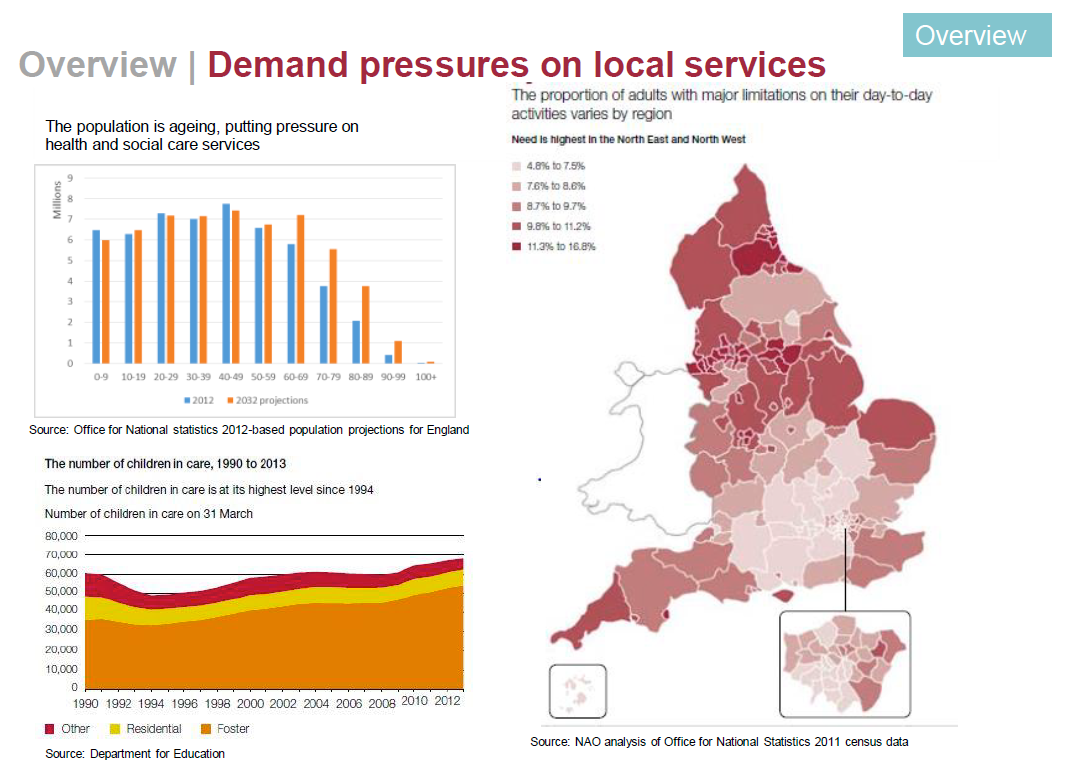 Overview
Overview | Demand pressures on local services
The population is ageing, putting pressure on
health and social care services
Millions
9
8
7
6
5
4
3
2
1
0
0-9 10-19 20-29 30-39 40-49 50-59 60-69 70-79 80-89 90-99 100+
2012 2032 projections
Source: Office for National statistics 2012-based population projections for England
The number of children in care, 1990 to 2013
The number of children in care is at its highest level since 1994
Number of children in care on 31 March
80,000
70,000
60,000
50,000
40,000
30,000
20,000
10,000
0
1990 1992 1994 1996 1998 2000 2002 2004 2006 2008 2010 2012
Other Residential Foster
Source: Department for Education
The proportion of adults with major limitations on their day-to-day
activities varies by region
Need is highest in the North East and North West
4.8% to 7.5%
7.6% to 8.6%
8.7% to 9.7%
9.8% to 11.2%
11.3% to 16.8%
Source: NAO analysis of Office for National Statistics 2011 census data